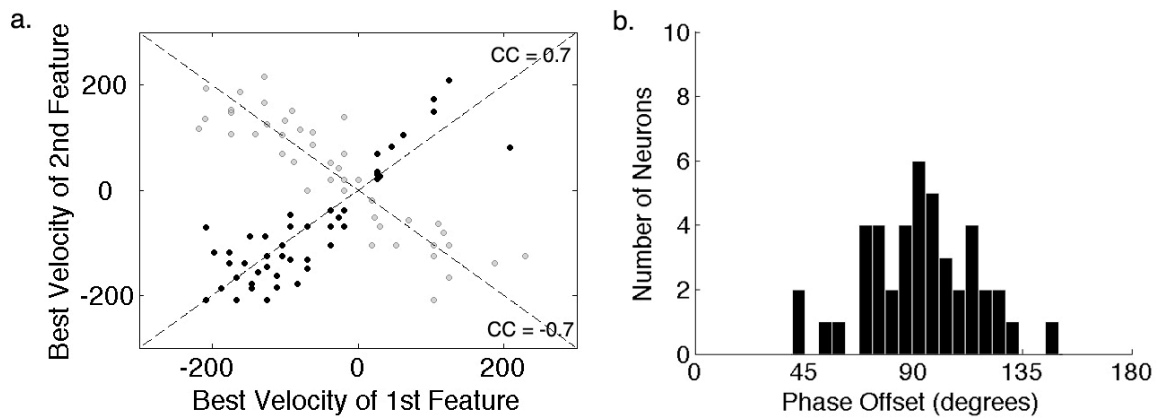 a.
Best Velocity of 2nd Feature
200
0
-200
CC = 0.7
CC = -0.7
-200 0 200
Best Velocity of 1st Feature
b.
Number of Neurons
10
8
6
4
2
0
0 45 90 135 180
Phase Offset (degrees)